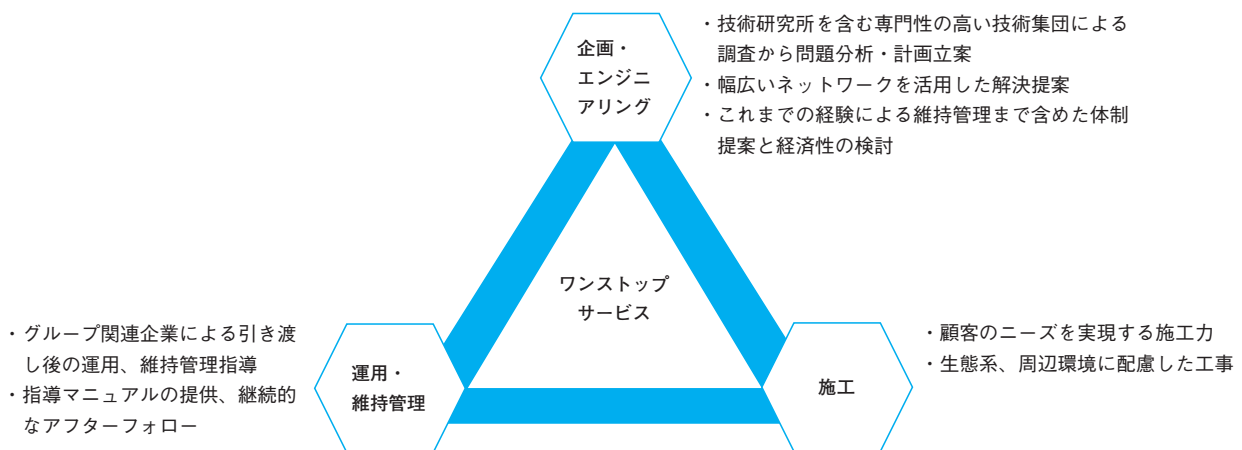 企画・
エンジニ
アリング
・技術研究所を含む専門性の高い技術集団による
調査から問題分析・計画立案
・幅広いネットワークを活用した解決提案
・これまでの経験による維持管理まで含めた体制
提案と経済性の検討
ワンストップ
サービス
・グループ関連企業による引き渡
し後の運用、維持管理指導
・指導マニュアルの提供、継続的
なアフターフォロー
運用・
維持管理
施工
・顧客のニーズを実現する施工力
・生態系、周辺環境に配慮した工事